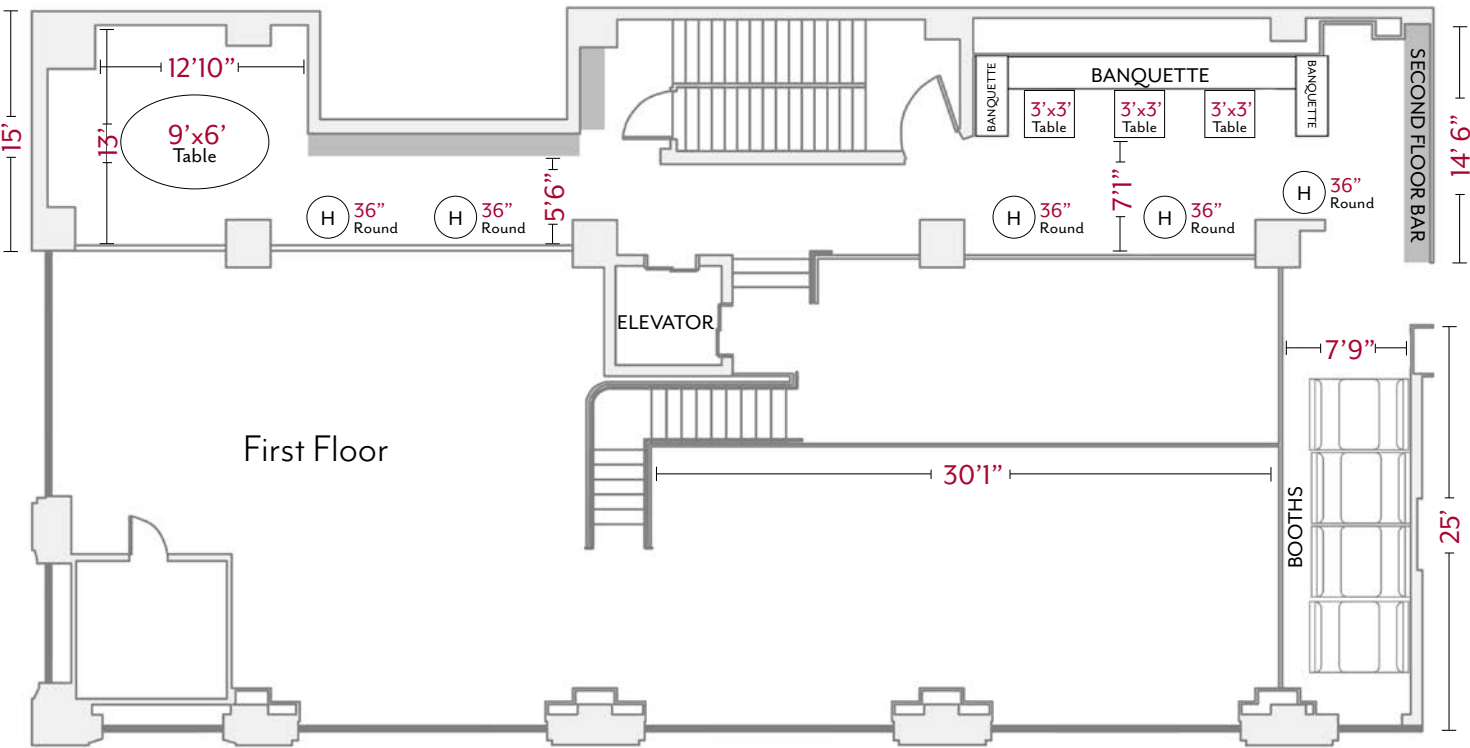 12’10”
15’
13’
9’x6’
Table
H
36”
Round
H
36”
Round
5’6”
BANQUETTE
BANQUETTE
BANQUETTE
3’x3’
Table
3’x3’
Table
3’x3’
Table
7’1”
H
36”
Round
H
36”
Round
H
36”
Round
SECOND FLOOR BAR
14’ 6”
ELEVATOR
7’9”
First Floor
30’1”
BOOTHS
25’